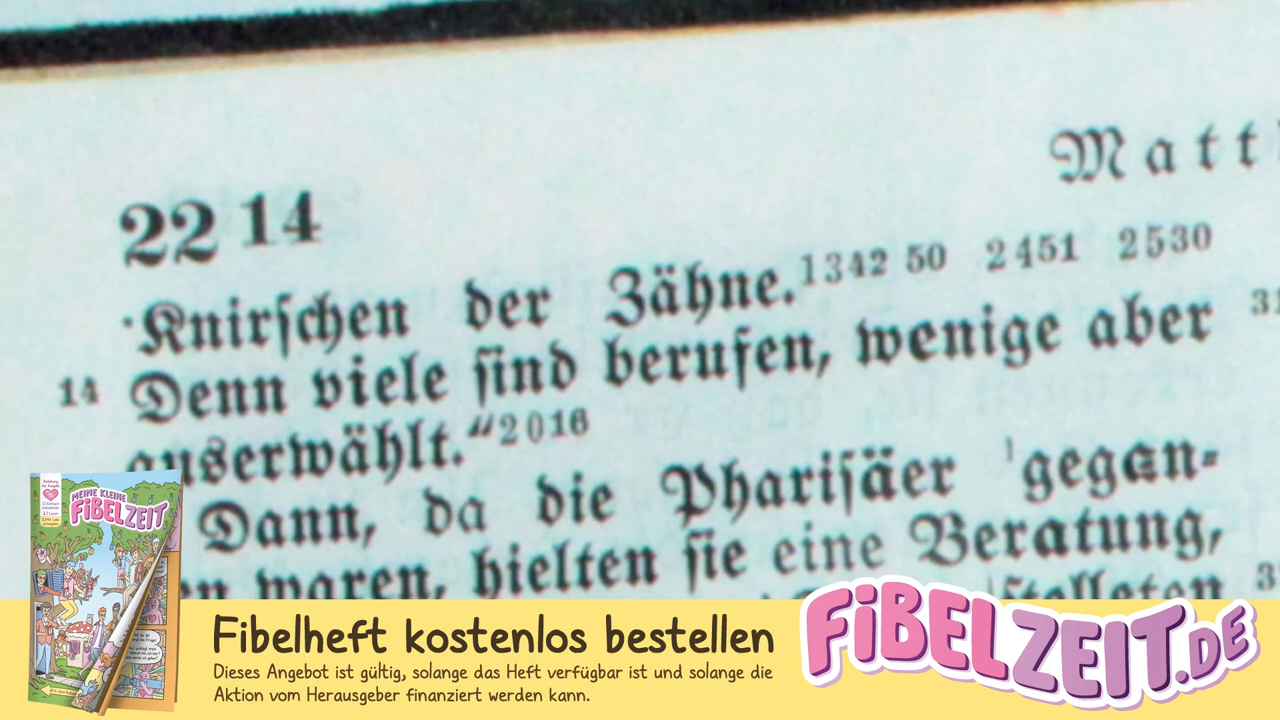 Matt
22 14
·Knirschen der Zähne. 13 42 50 24 51 25 30
14 Denn viele sind berufen, wenige aber
auserwählt.“ 20 16
Dann, da die Pharisäer ˡgegan⸗
en waren, hielten sie eine Beratung,
MEINE KLEINE
FiBELZEIT
Fibelheft kostenlos bestellen
Dieses Angebot ist gültig, solange das Heft verfügbar ist und solange die
Aktion vom Herausgeber finanziert werden kann.
FiBELZEIT.DE